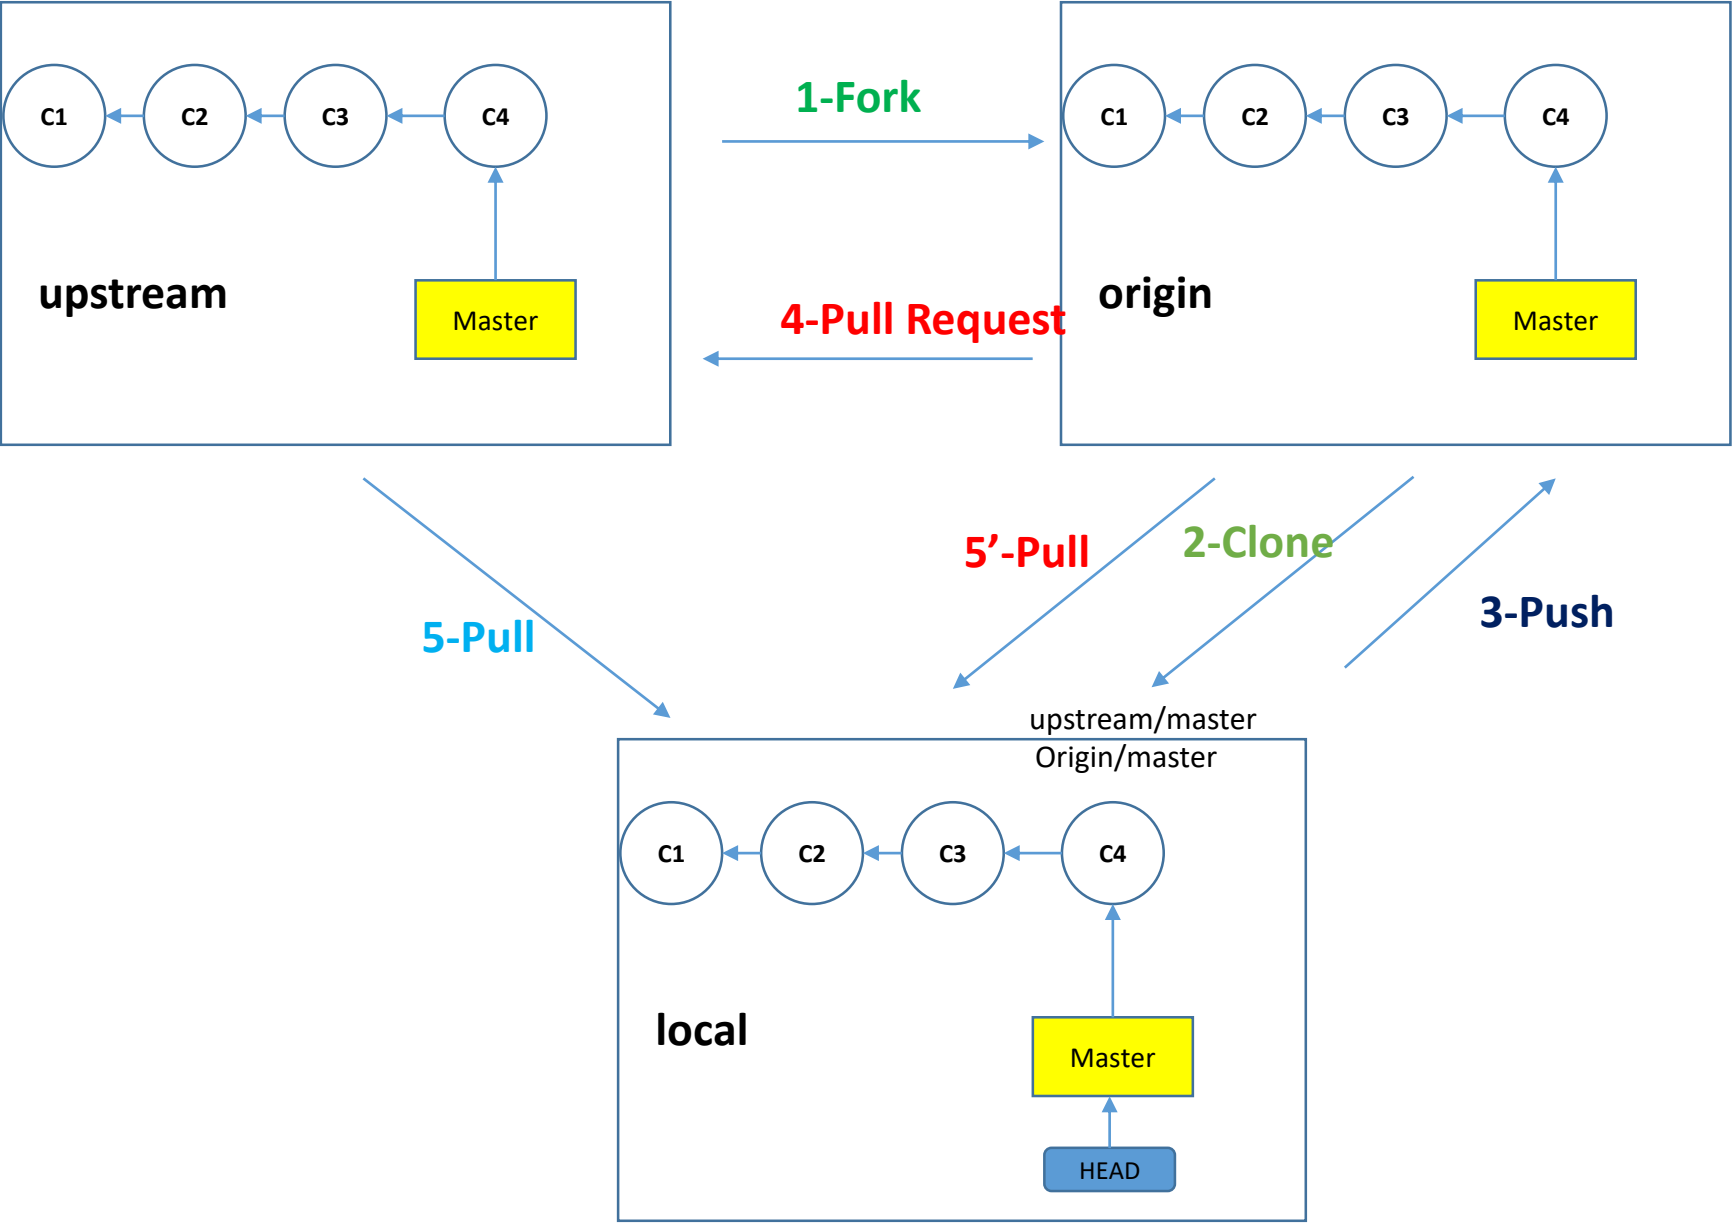 C1
C2
C3
C4
upstream
Master
1-Fork
4-Pull Request
C1
C2
C3
C4
origin
Master
5-Pull
5’-Pull
2-Clone
3-Push
upstream/master
Origin/master
C1
C2
C3
C4
local
Master
HEAD